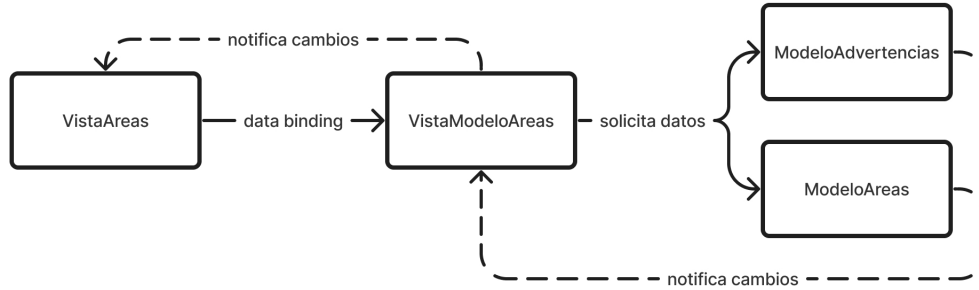 notifica cambios
ModeloAdvertencias
VistaAreas
data binding
VistaModeloAreas
solicita datos
ModeloAreas
notifica cambios